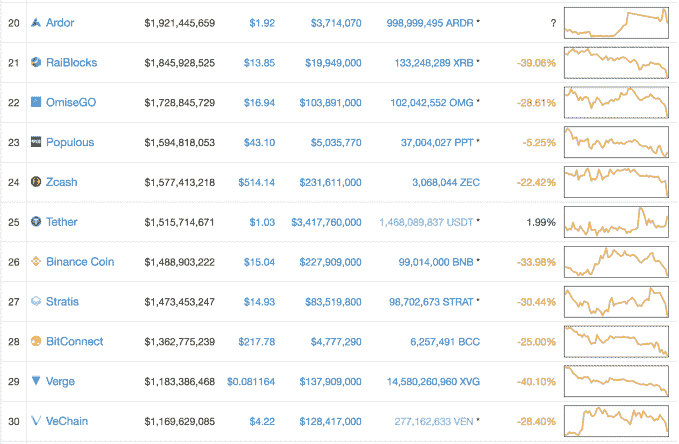 20 Ardor $1,921,445,659 $1.92 $3,714,070 998,999,495 ARDR * ?
21 RaiBlocks $1,845,928,525 $13.85 $19,949,000 133,248,289 XRB * -39.06%
22 OmiseGO $1,728,845,729 $16.94 $103,891,000 102,042,552 OMG * -28.61%
23 Populous $1,594,818,053 $43.10 $5,035,770 37,004,027 PPT * -5.25%
24 Zcash $1,577,413,218 $514.14 $231,611,000 3,068,044 ZEC -22.42%
25 Tether $1,515,714,671 $1.03 $3,417,760,000 1,468,089,837 USDT * 1.99%
26 Binance Coin $1,488,903,222 $15.04 $227,909,000 99,014,000 BNB * -33.98%
27 Stratis $1,473,453,247 $14.93 $83,519,800 98,702,673 STRAT * -30.44%
28 BitConnect $1,362,775,239 $217.78 $4,777,290 6,257,491 BCC -25.00%
29 Verge $1,183,386,468 $0.081164 $137,909,000 14,580,260,960 XVG -40.10%
30 VeChain $1,169,629,085 $4.22 $128,417,000 277,162,633 VEN * -28.40%